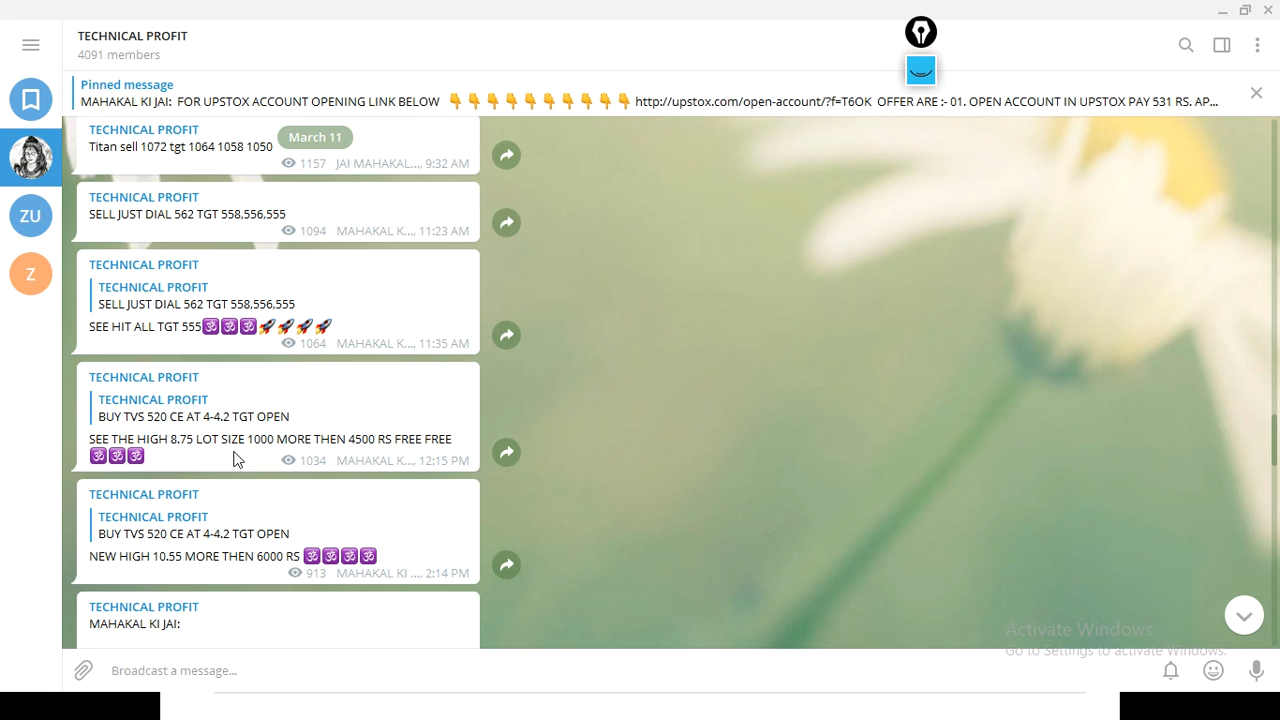 TECHNICAL PROFIT
4091 members
Pinned message
MAHAKAL KI JAI: FOR UPSTOX ACCOUNT OPENING LINK BELOW 👇👇👇👇👇👇👇👇👇👇 http://upstox.com/open-account/?f=T6OK OFFER ARE :- 01. OPEN ACCOUNT IN UPSTOX PAY 531 RS. AP...
March 11
TECHNICAL PROFIT
Titan sell 1072 tgt 1064 1058 1050
1157 JAI MAHAKAL..., 9:32 AM
TECHNICAL PROFIT
SELL JUST DIAL 562 TGT 558,556,555
1094 MAHAKAL K..., 11:23 AM
TECHNICAL PROFIT
TECHNICAL PROFIT
SELL JUST DIAL 562 TGT 558,556,555
SEE HIT ALL TGT 555🕉🕉🕉🚀🚀🚀🚀
1064 MAHAKAL K..., 11:35 AM
TECHNICAL PROFIT
TECHNICAL PROFIT
BUY TVS 520 CE AT 4-4.2 TGT OPEN
SEE THE HIGH 8.75 LOT SIZE 1000 MORE THEN 4500 RS FREE FREE
🕉🕉🕉
1034 MAHAKAL K..., 12:15 PM
TECHNICAL PROFIT
TECHNICAL PROFIT
BUY TVS 520 CE AT 4-4.2 TGT OPEN
NEW HIGH 10.55 MORE THEN 6000 RS 🕉🕉🕉🕉
913 MAHAKAL KI ..., 2:14 PM
TECHNICAL PROFIT
MAHAKAL KI JAI:
ZU
Z
Activate Windows
Go to Settings to activate Windows.
Broadcast a message...